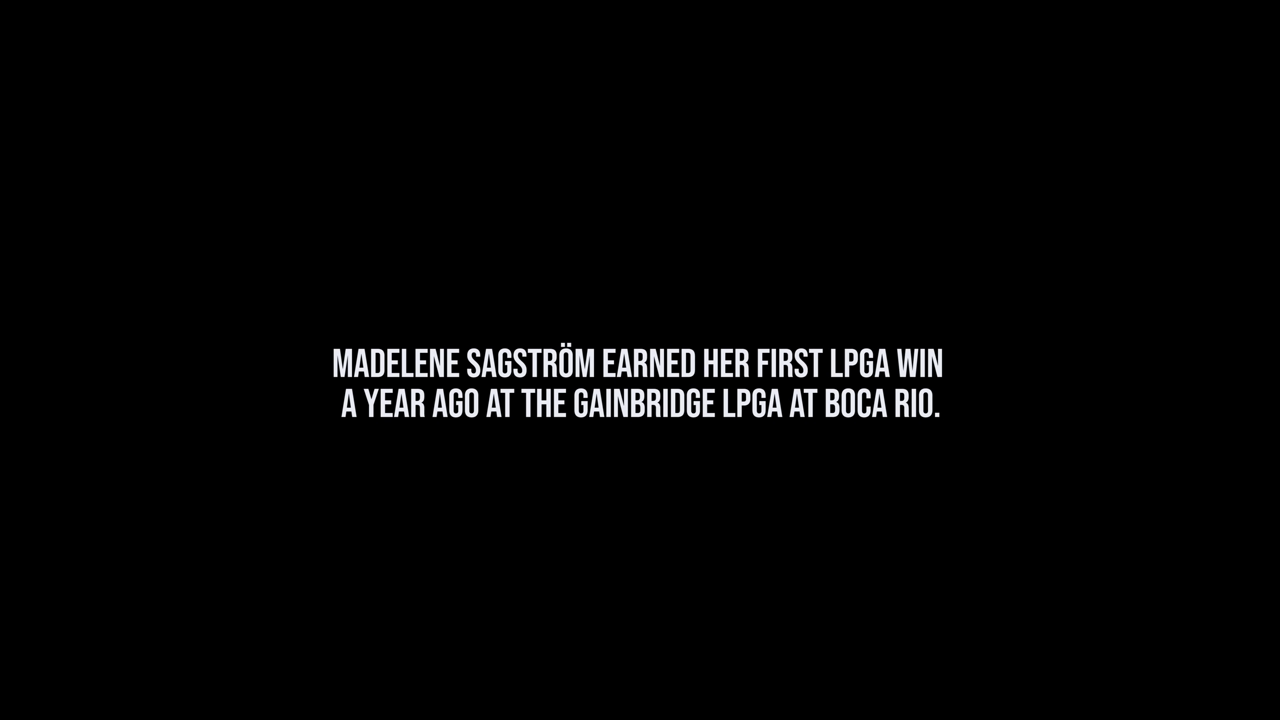 MADELENE SAGSTRÖM EARNED HER FIRST LPGA WIN
A YEAR AGO AT THE GAINBRIDGE LPGA AT BOCA RIO.